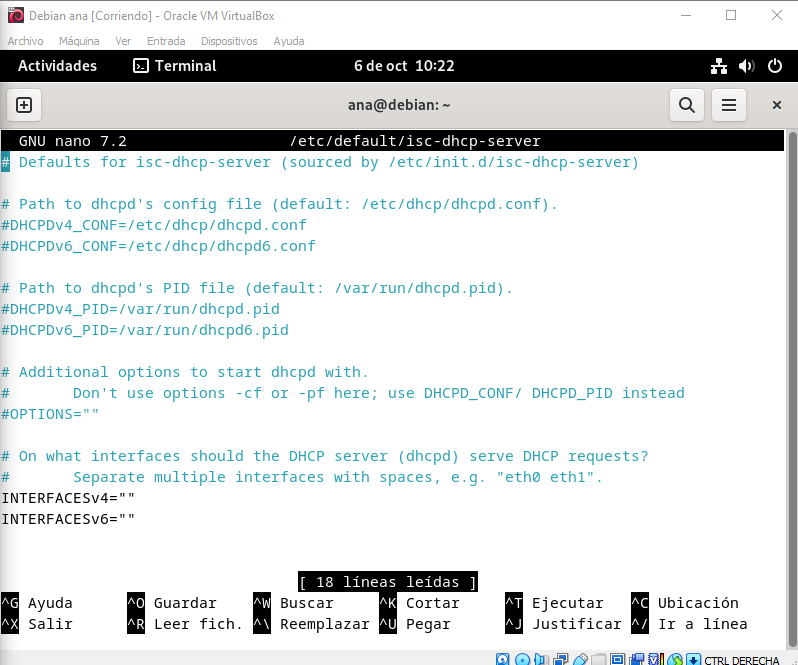 Debian ana [Corriendo] - Oracle VM VirtualBox
Archivo Máquina Ver Entrada Dispositivos Ayuda
Actividades Terminal 6 de oct 10:22
ana@debian: ~
GNU nano 7.2 /etc/default/isc-dhcp-server
# Defaults for isc-dhcp-server (sourced by /etc/init.d/isc-dhcp-server)
# Path to dhcpd's config file (default: /etc/dhcp/dhcpd.conf).
#DHCPDv4_CONF=/etc/dhcp/dhcpd.conf
#DHCPDv6_CONF=/etc/dhcp/dhcpd6.conf
# Path to dhcpd's PID file (default: /var/run/dhcpd.pid).
#DHCPDv4_PID=/var/run/dhcpd.pid
#DHCPDv6_PID=/var/run/dhcpd6.pid
# Additional options to start dhcpd with.
#       Don't use options -cf or -pf here; use DHCPD_CONF/ DHCPD_PID instead
#OPTIONS=""
# On what interfaces should the DHCP server (dhcpd) serve DHCP requests?
#       Separate multiple interfaces with spaces, e.g. "eth0 eth1".
INTERFACESv4=""
INTERFACESv6=""
[ 18 líneas leídas ]
^G Ayuda ^O Guardar ^W Buscar ^K Cortar ^T Ejecutar ^C Ubicación
^X Salir ^R Leer fich. ^\ Reemplazar ^U Pegar ^J Justificar ^/ Ir a línea
CTRL DERECHA